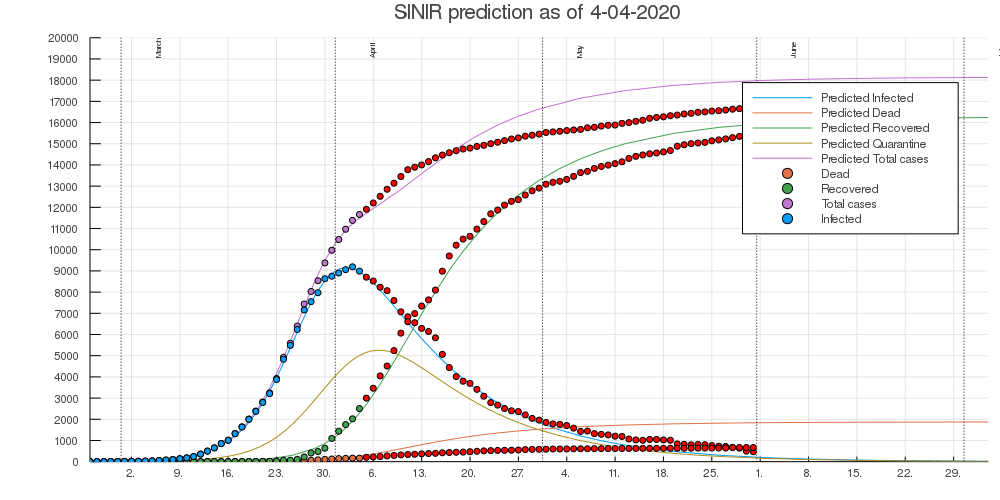 SINIR prediction as of 4-04-2020
20000
19000
18000
17000
16000
15000
14000
13000
12000
11000
10000
9000
8000
7000
6000
5000
4000
3000
2000
1000
0
March
April
May
June
Predicted Infected
Predicted Dead
Predicted Recovered
Predicted Quarantine
Predicted Total cases
Dead
Recovered
Total cases
Infected
2. 9. 16. 23. 30. 6. 13. 20. 27. 4. 11. 18. 25. 1. 8. 15. 22. 29.